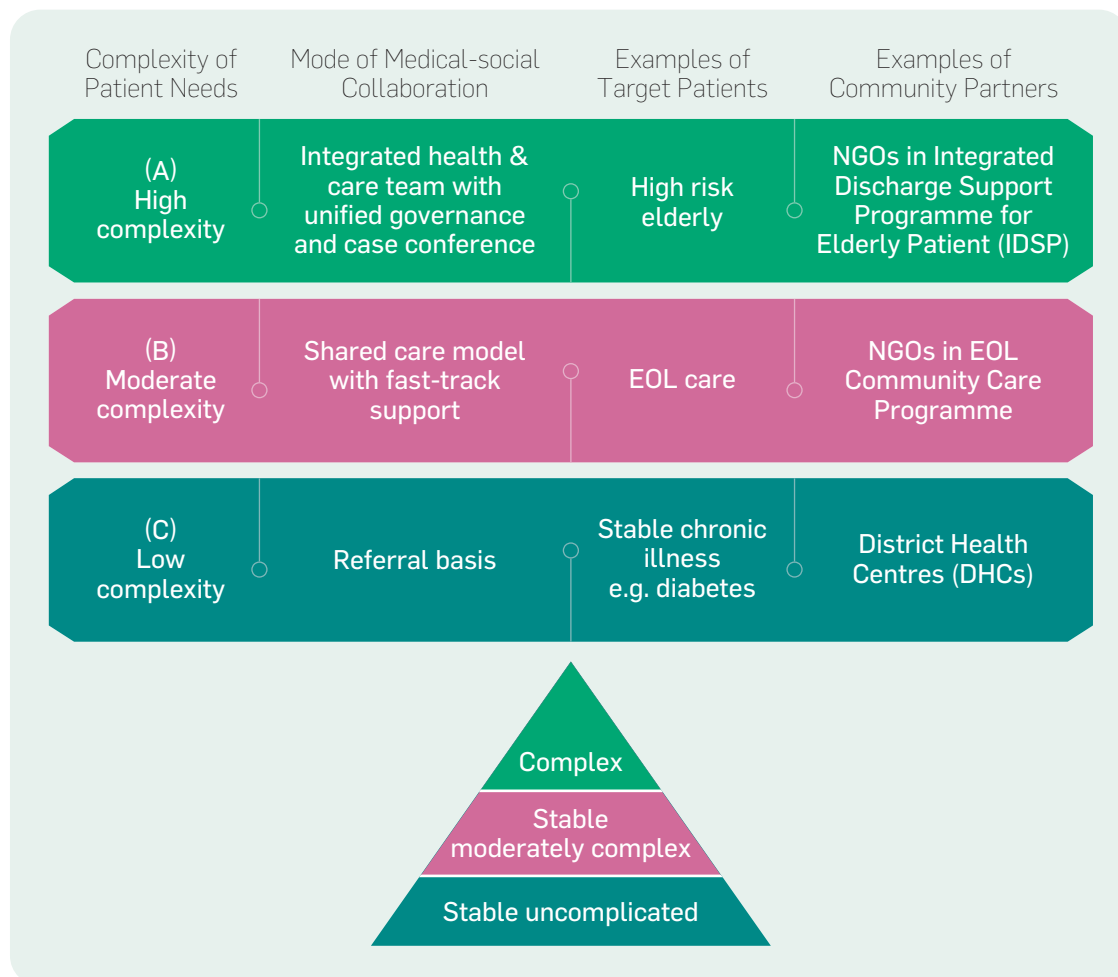 Complexity of
Patient Needs
Mode of Medical-social
Collaboration
Examples of
Target Patients
Examples of
Community Partners
(A)
High
complexity
Integrated health &
care team with
unified governance
and case conference
High risk
elderly
NGOs in Integrated
Discharge Support
Programme for
Elderly Patient (IDSP)
(B)
Moderate
complexity
Shared care model
with fast-track
support
EOL care
NGOs in EOL
Community Care
Programme
(C)
Low
complexity
Referral basis
Stable chronic
illness
e.g. diabetes
District Health
Centres (DHCs)
Complex
Stable
moderately complex
Stable uncomplicated